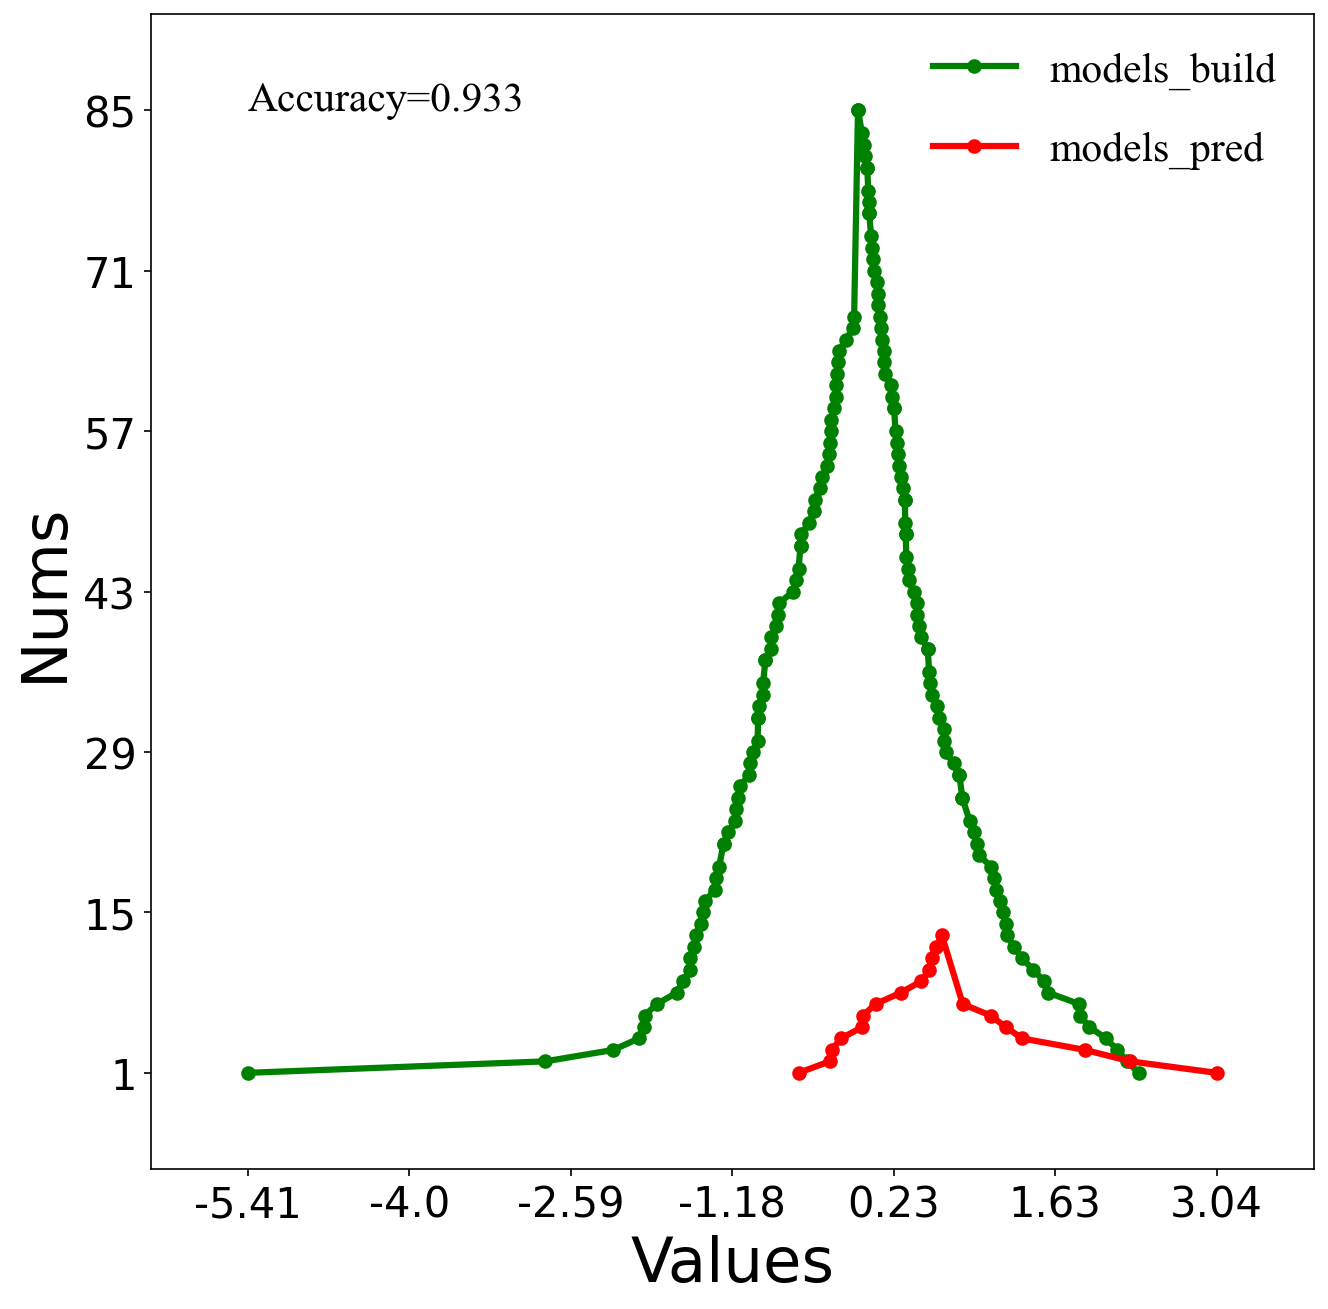 Accuracy=0.933
models_build
models_pred
85
71
57
43
29
15
1
Nums
-5.41
-4.0
-2.59
-1.18
0.23
1.63
3.04
Values